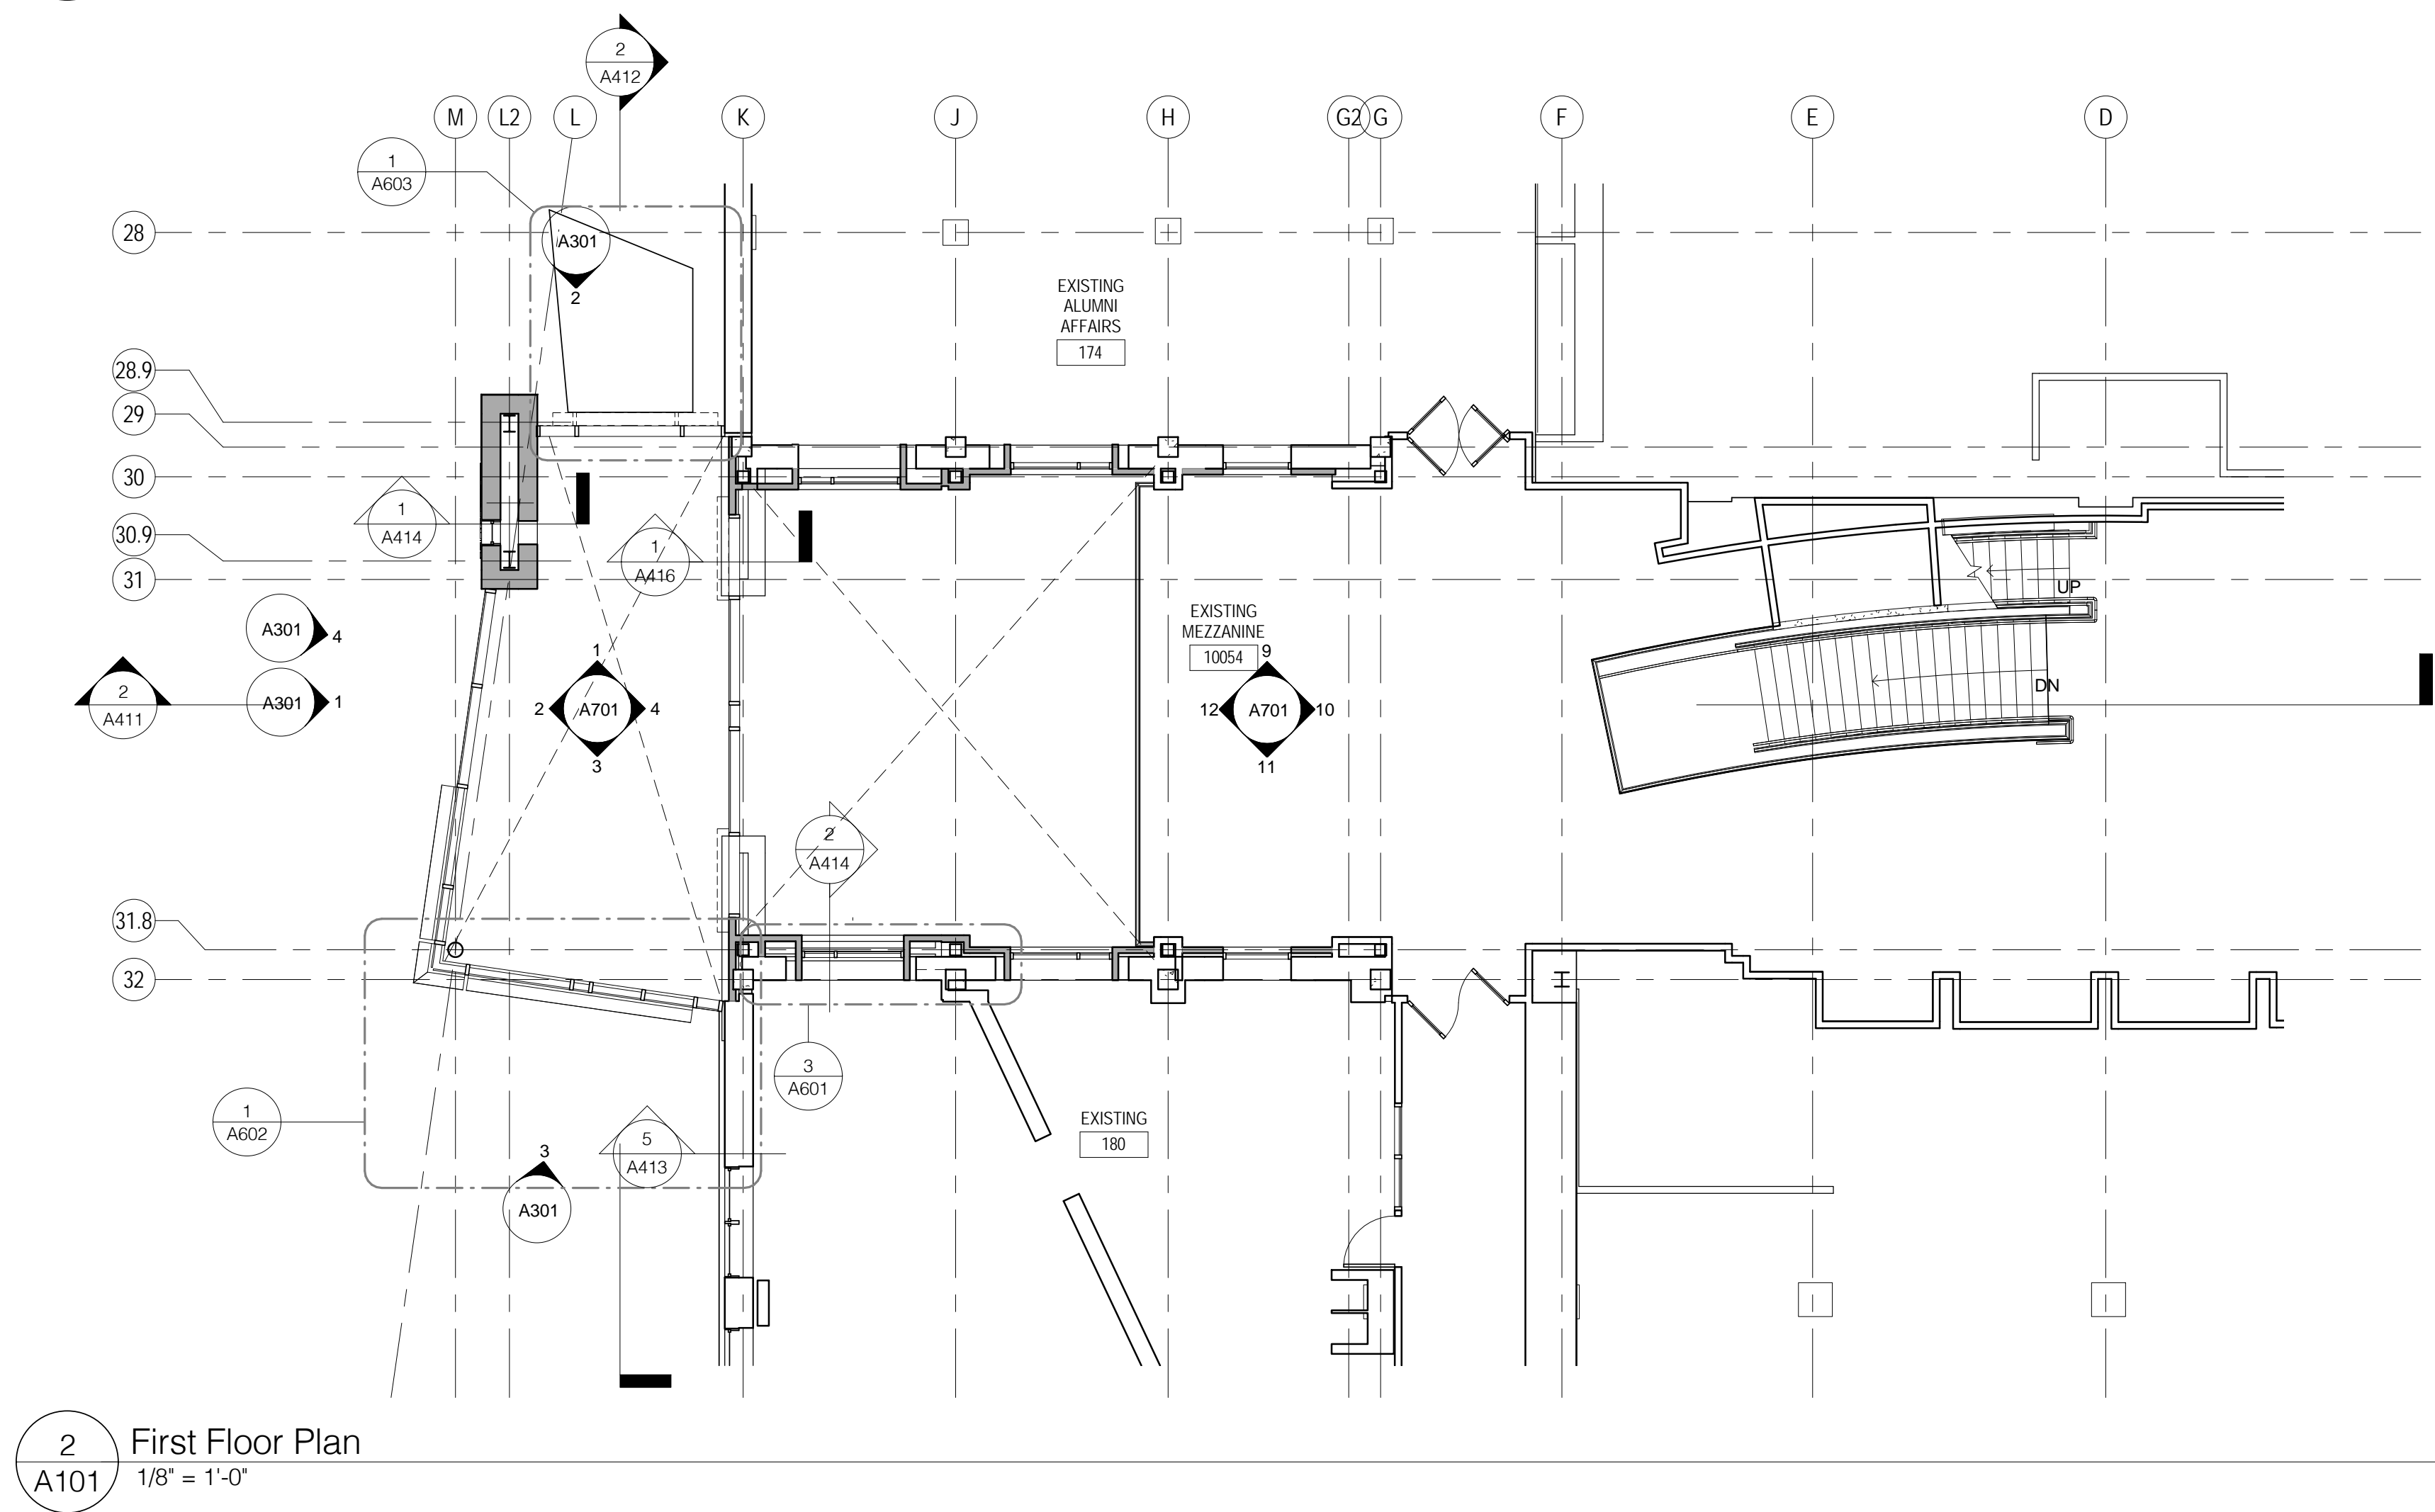 2
A412
M
L2
L
K
J
H
G2
G
F
E
D
1
A603
28
A301
2
EXISTING
ALUMNI
AFFAIRS
174
28.9
29
30
1
A414
30.9
1
A416
31
UP
EXISTING
MEZZANINE
10054
A301
4
1
2
A701
4
3
9
12
A701
10
11
2
A411
A301
1
DN
2
A414
31.8
32
3
A601
1
A602
5
A413
EXISTING
180
3
A301
2
A101
First Floor Plan
1/8" = 1'-0"